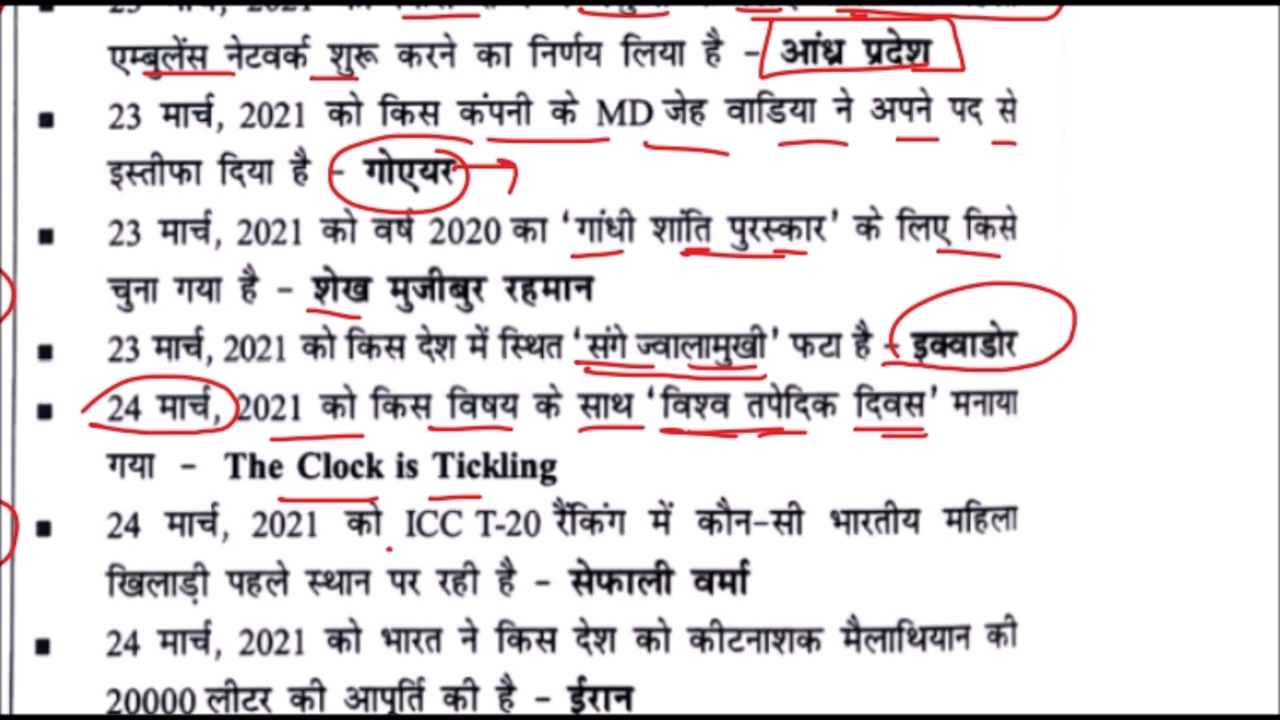 23 मार्च, 2021
एम्बुलेंस नेटवर्क शुरू करने का निर्णय लिया है – आंध्र प्रदेश
▪ 23 मार्च, 2021 को किस कंपनी के MD जेह वाडिया ने अपने पद से
इस्तीफा दिया है – गोएयर
▪ 23 मार्च, 2021 को वर्ष 2020 का ‘गांधी शांति पुरस्कार’ के लिए किसे
चुना गया है – शेख मुजीबुर रहमान
▪ 23 मार्च, 2021 को किस देश में स्थित ‘संगे ज्वालामुखी’ फटा है – इक्वाडोर
▪ 24 मार्च, 2021 को किस विषय के साथ ‘विश्व तपेदिक दिवस’ मनाया
गया – The Clock is Tickling
▪ 24 मार्च, 2021 को ICC T-20 रैंकिंग में कौन-सी भारतीय महिला
खिलाड़ी पहले स्थान पर रही है – सेफाली वर्मा
▪ 24 मार्च, 2021 को भारत ने किस देश को कीटनाशक मैलाथियान की
20000 लीटर की आपूर्ति की है – ईरान